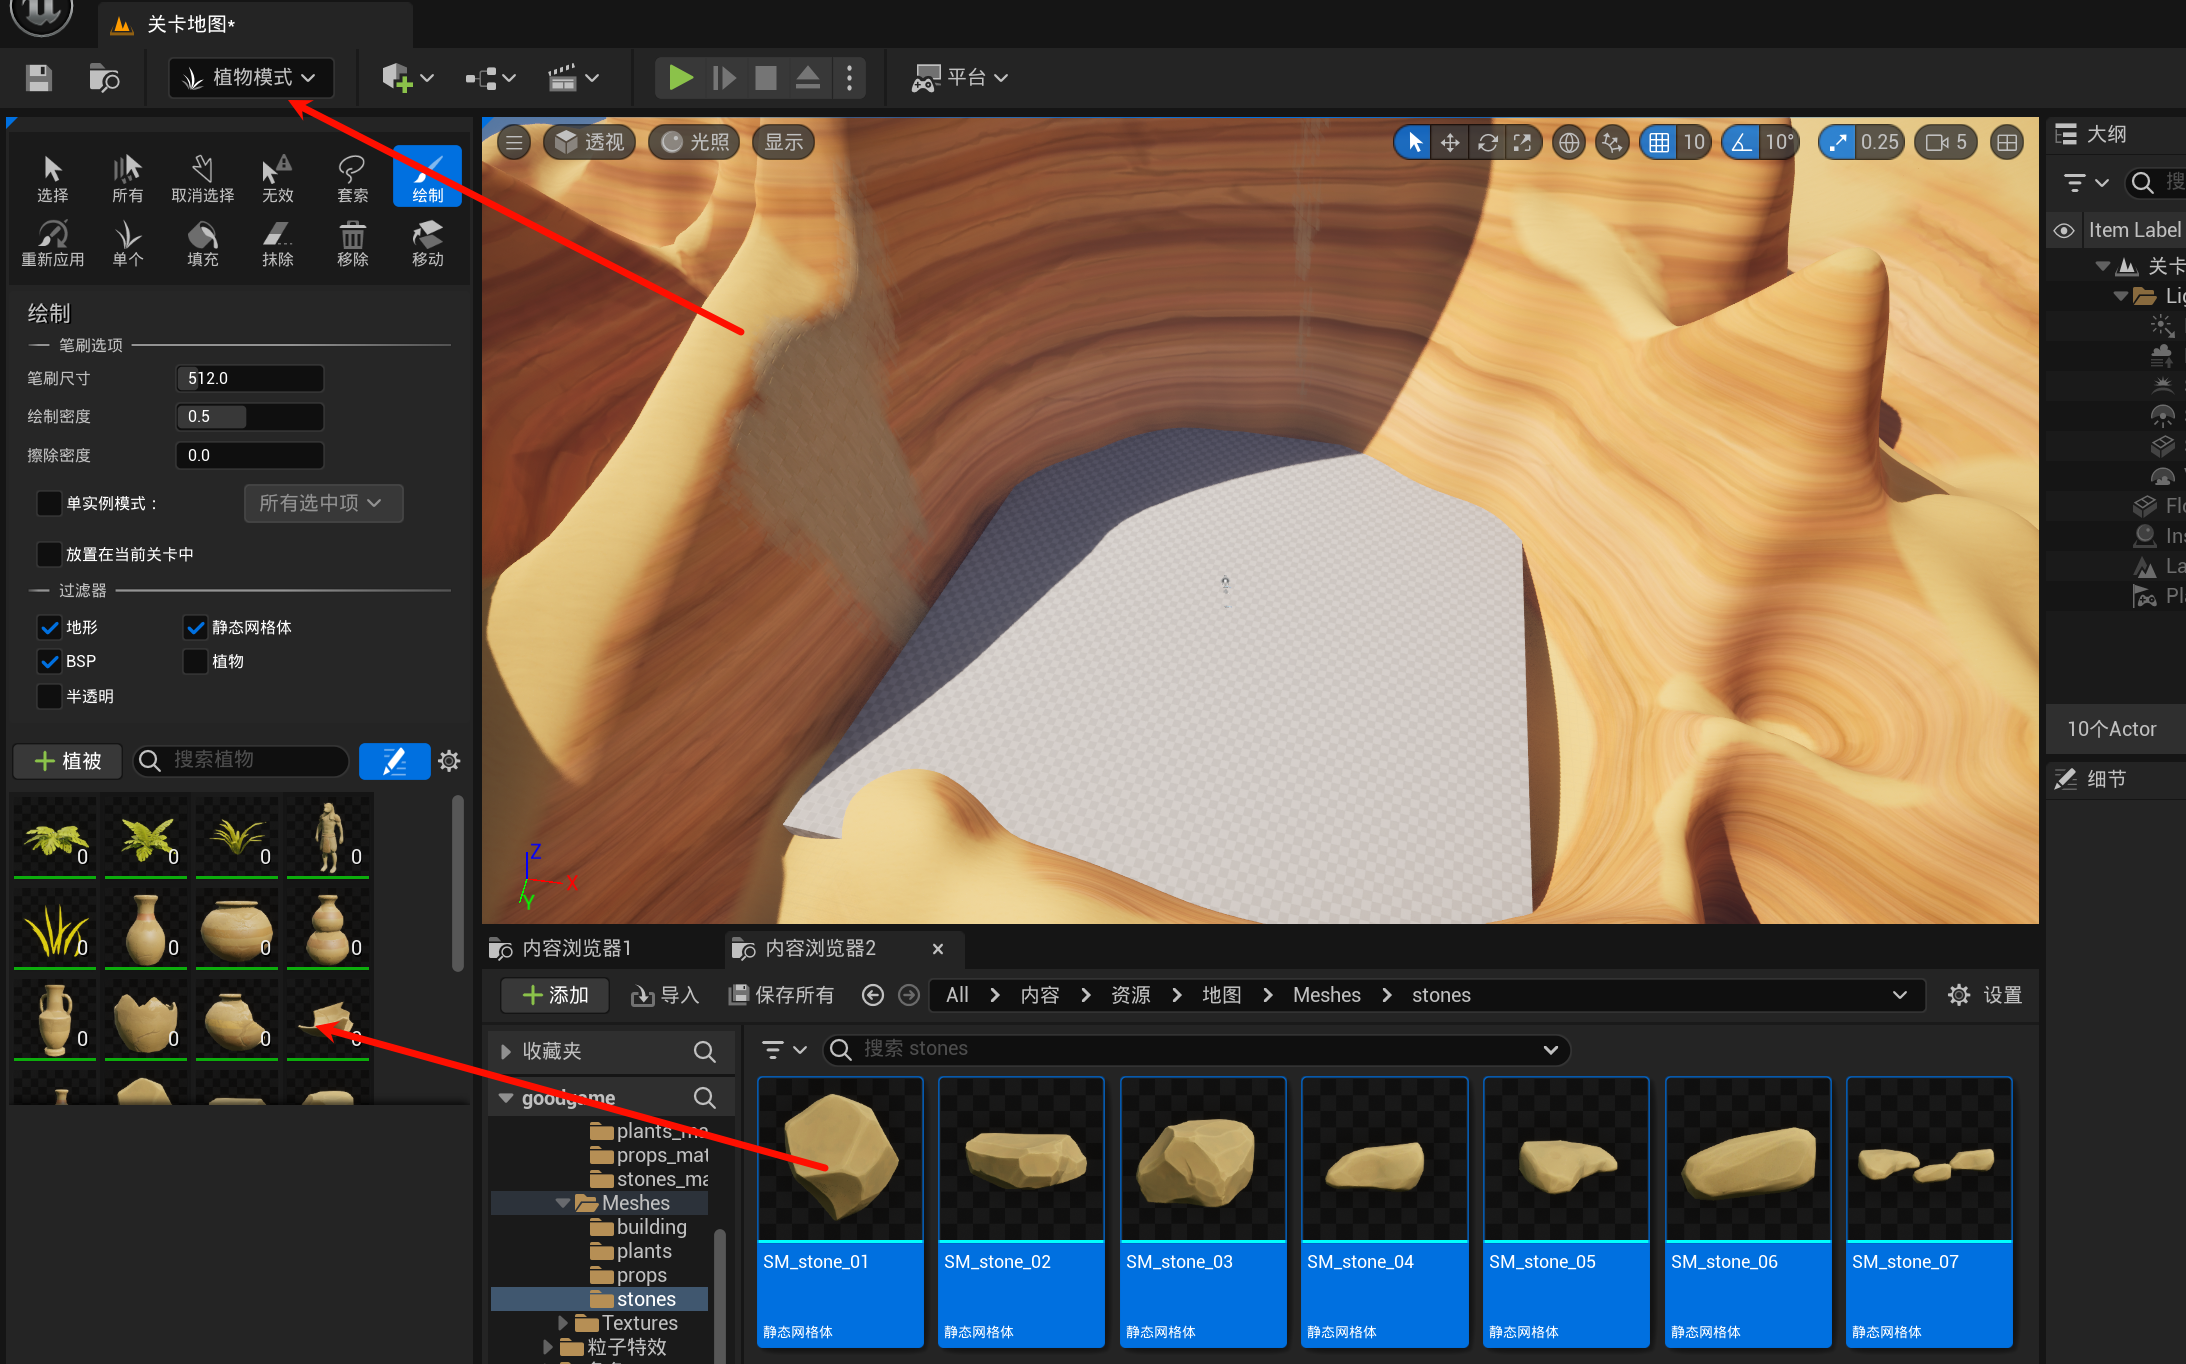 关卡地图*
植物模式
平台
选择 所有 取消选择 无效 套索 绘制
重新应用 单个 填充 抹除 移除 移动
绘制
笔刷选项
笔刷尺寸 512.0
绘制密度 0.5
擦除密度 0.0
单实例模式： 所有选中项
放置在当前关卡中
过滤器
地形 静态网格体
BSP 植物
半透明
植被 搜索植物
0 0 0 0
0 0 0 0
0 0 0 0
透视 光照 显示
10 10° 0.25 5
Z
X
Y
大纲
搜
Item Label
关卡
Lig
Flo
Ins
La
Pl
10个Actor
细节
内容浏览器1 内容浏览器2
添加 导入 保存所有 All 内容 资源 地图 Meshes stones 设置
收藏夹
搜索 stones
goodgame
plants_ma
props_mat
stones_ma
Meshes
building
plants
props
stones
Textures
粒子特效
SM_stone_01 SM_stone_02 SM_stone_03 SM_stone_04 SM_stone_05 SM_stone_06 SM_stone_07
静态网格体 静态网格体 静态网格体 静态网格体 静态网格体 静态网格体 静态网格体